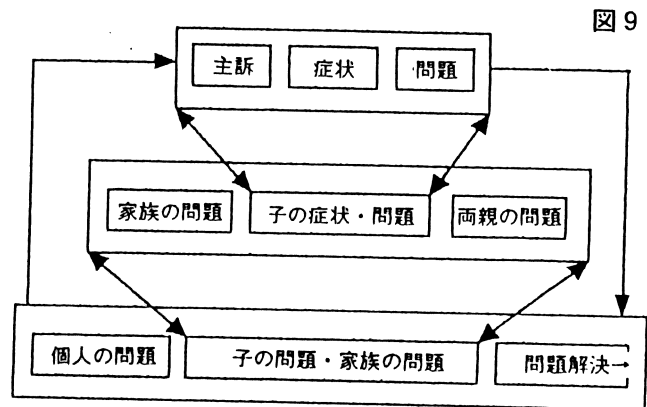 図9
主訴 症状 問題
家族の問題 子の症状・問題 両親の問題
個人の問題 子の問題・家族の問題 問題解決→